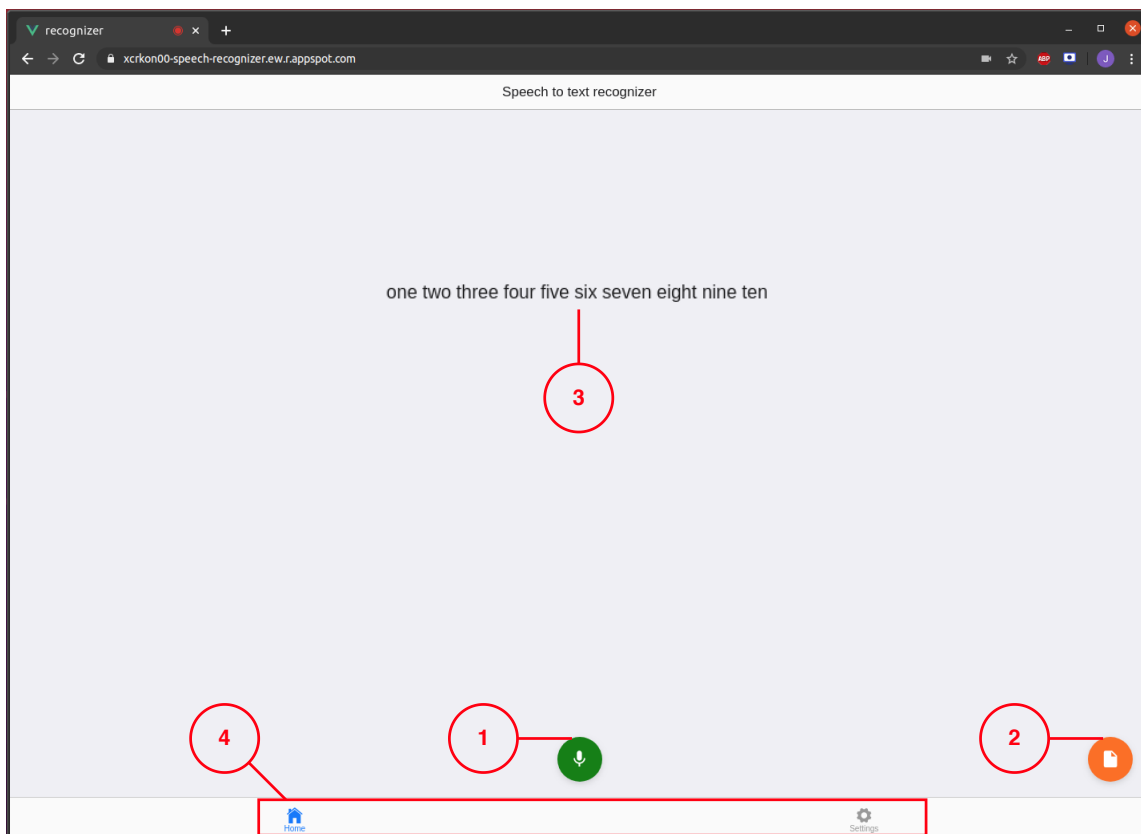 recognizer
xcrkon00-speech-recognizer.ew.r.appspot.com
ABP
J
Speech to text recognizer
one two three four five six seven eight nine ten
3
4
1
2
Home
Settings